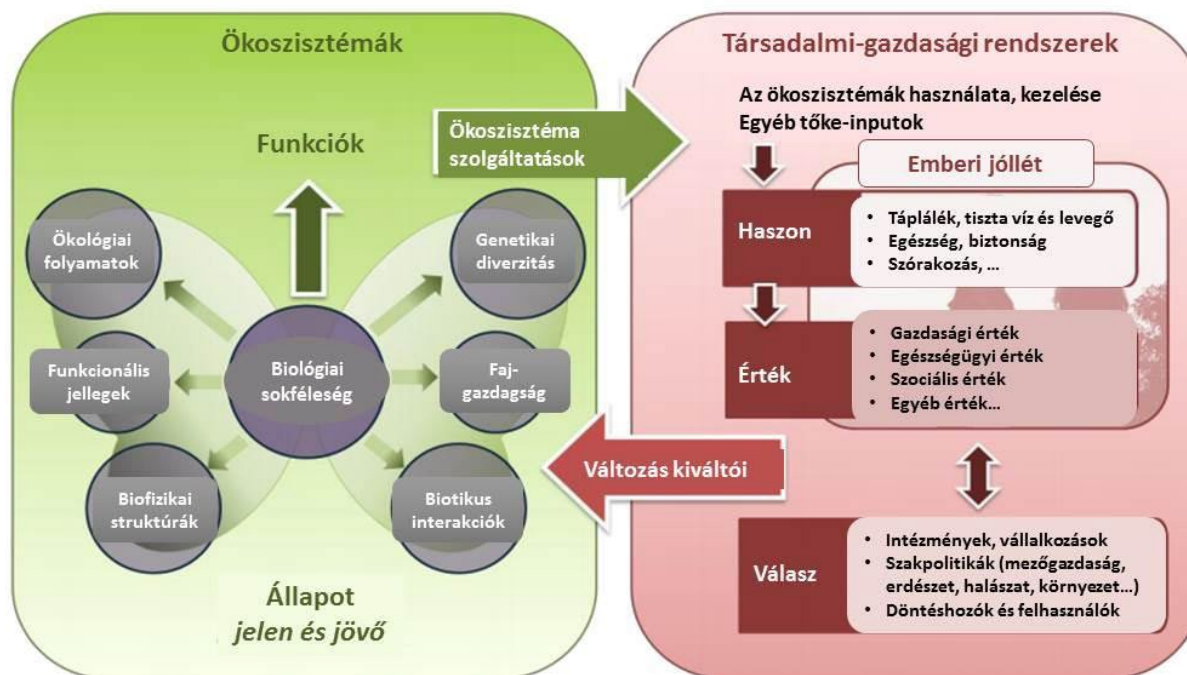 Ökoszisztémák
Funkciók
Ökológiai
folyamatok
Genetikai
diverzitás
Funkcionális
jellegek
Biológiai
sokféleség
Faj-
gazdagság
Biofizikai
struktúrák
Biotikus
interakciók
Állapot
jelen és jövő
Ökoszisztéma
szolgáltatások
Változás kiváltói
Társadalmi-gazdasági rendszerek
Az ökoszisztémák használata, kezelése
Egyéb tőke-inputok
Emberi jóllét
Haszon
• Táplálék, tiszta víz és levegő
• Egészség, biztonság
• Szórakozás, ...
Érték
• Gazdasági érték
• Egészségügyi érték
• Szociális érték
• Egyéb érték...
Válasz
• Intézmények, vállalkozások
• Szakpolitikák (mezőgazdaság,
erdészet, halászat, környezet...)
• Döntéshozók és felhasználók